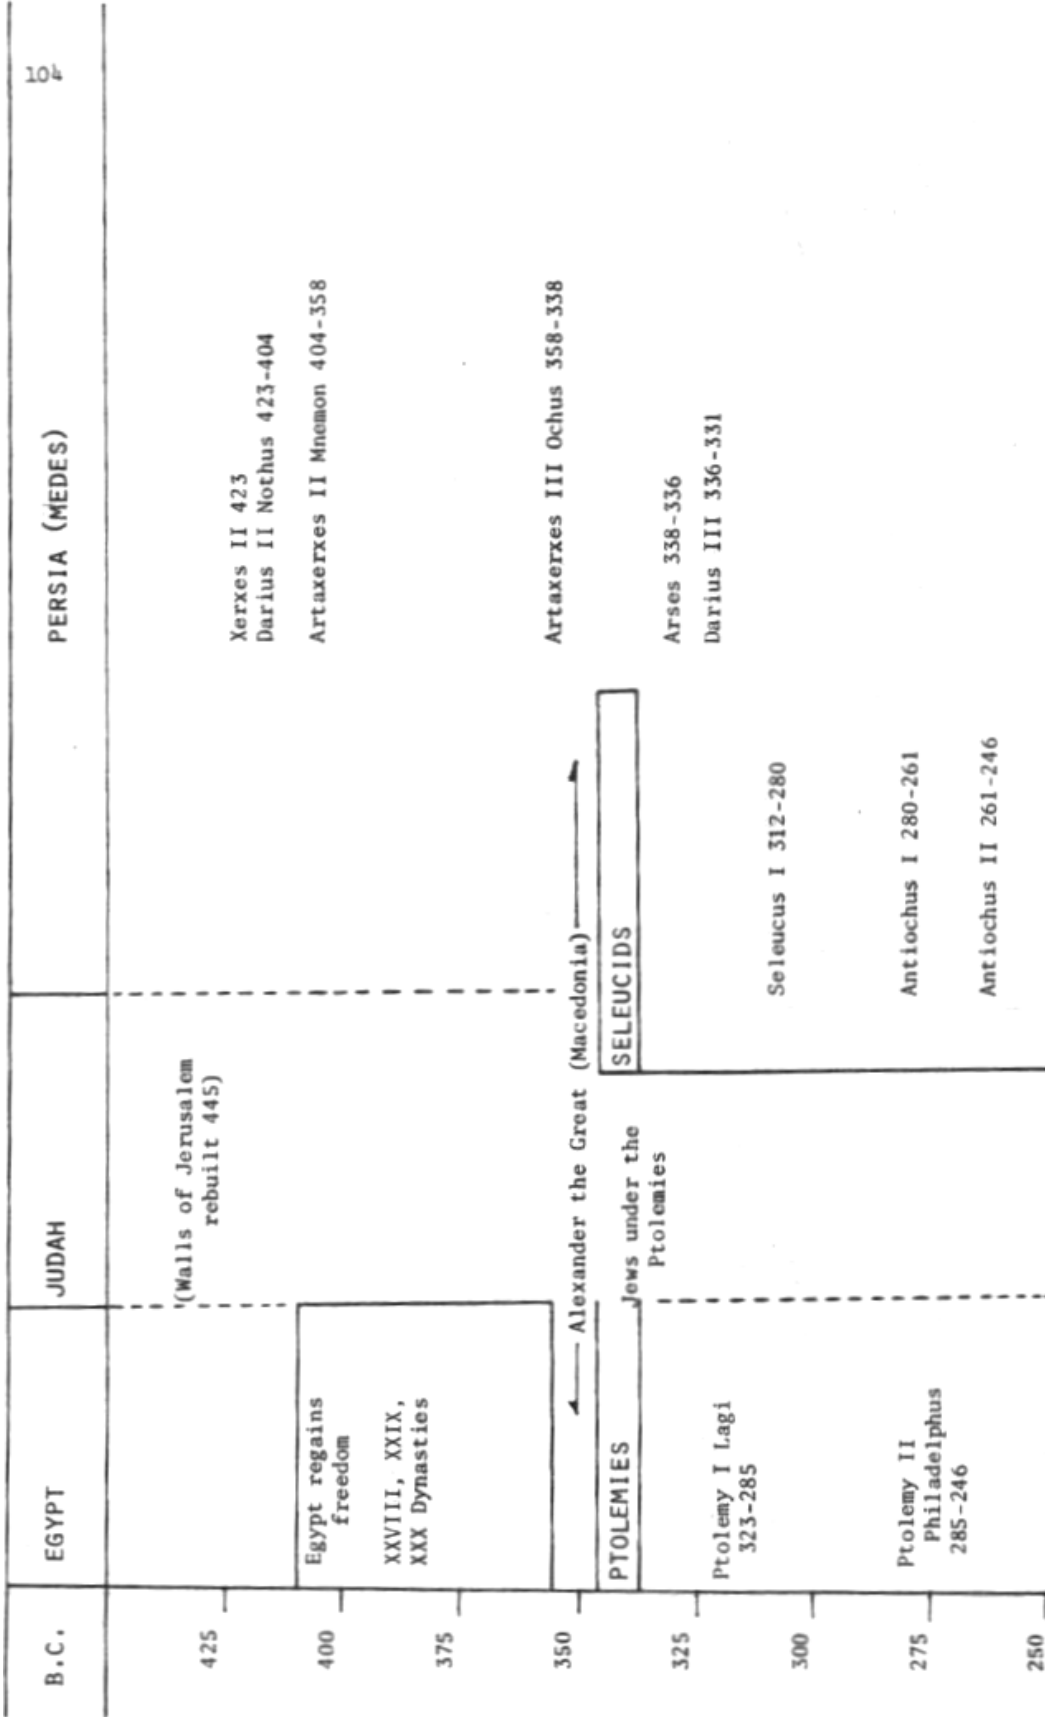 104
B.C.
EGYPT
JUDAH
PERSIA (MEDES)
(Walls of Jerusalem
rebuilt 445)
425
Xerxes II 423
Darius II Nothus 423-404
400
Egypt regains
freedom
Artaxerxes II Mnemon 404-358
XXVIII, XXIX,
XXX Dynasties
375
350
Artaxerxes III Ochus 358-338
Alexander the Great (Macedonia)
PTOLEMIES
SELEUCIDS
Jews under the
Ptolemies
Arses 338-336
Darius III 336-331
325
Ptolemy I Lagi
323-285
Seleucus I 312-280
300
Ptolemy II
Philadelphus
285-246
Antiochus I 280-261
275
Antiochus II 261-246
250